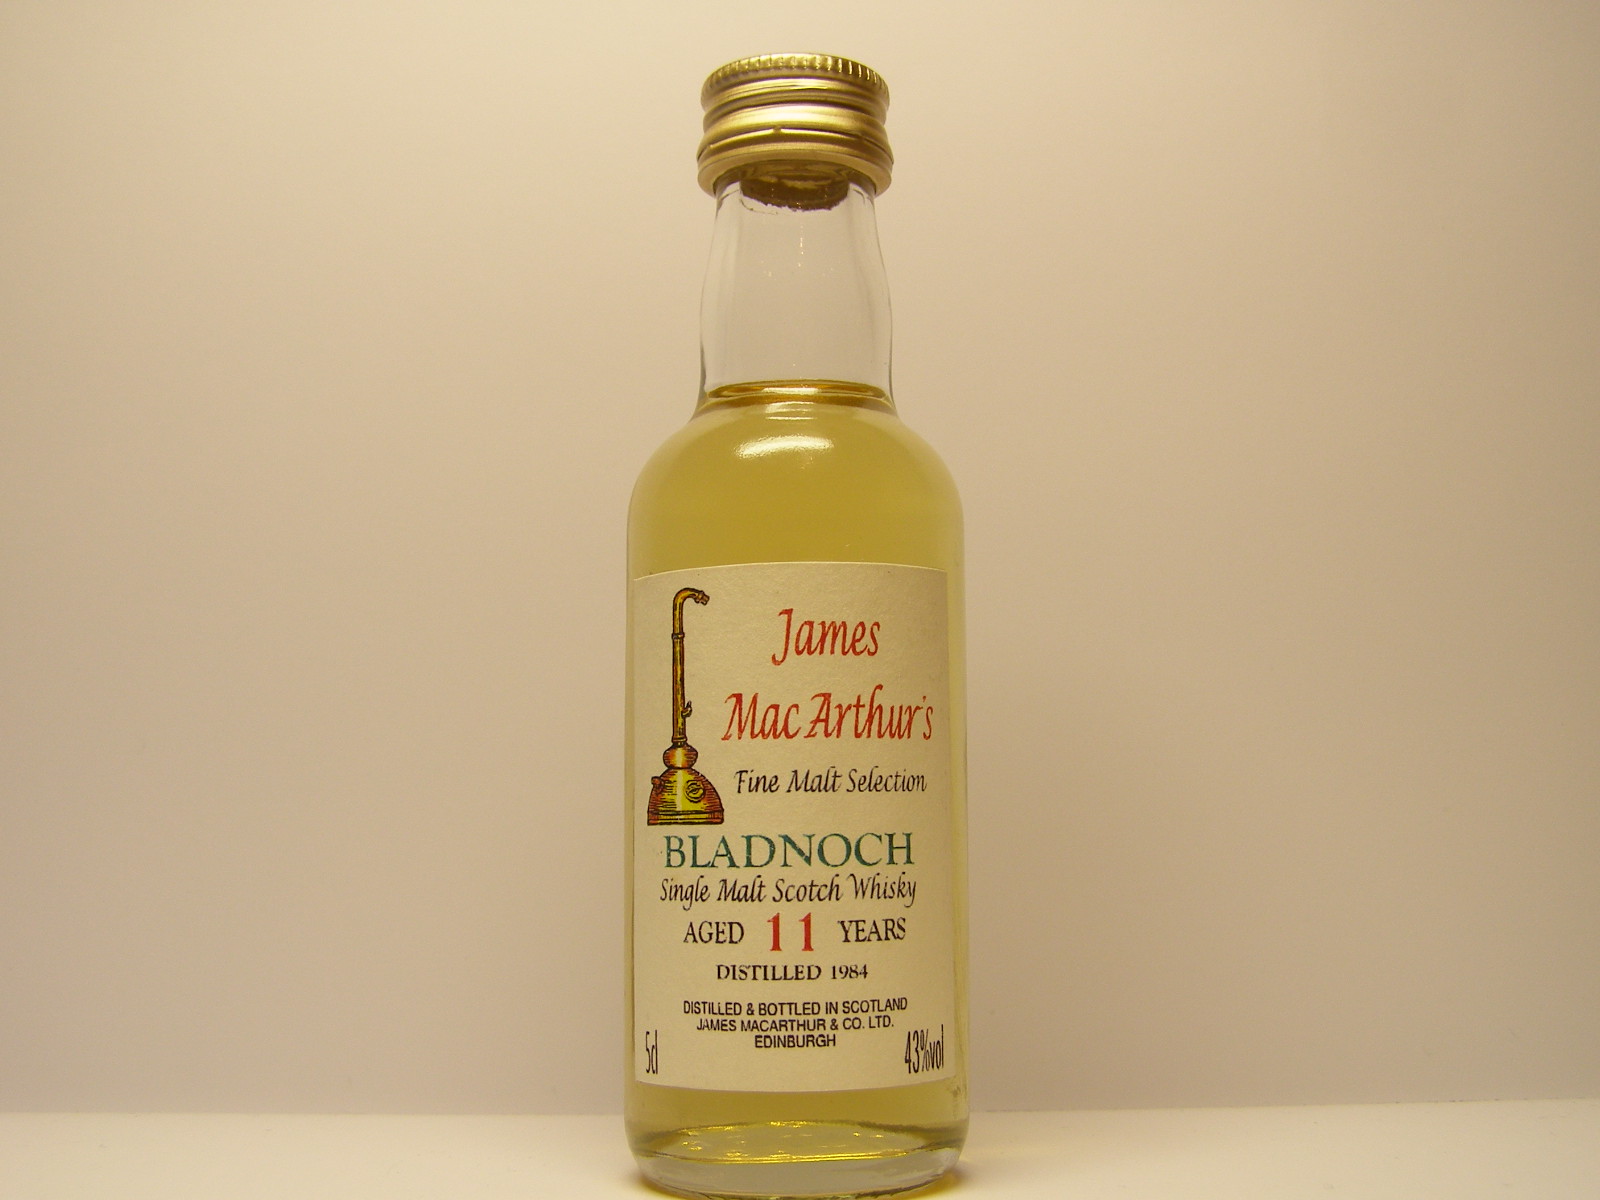 James
MacArthur's
Fine Malt Selection
BLADNOCH
Single Malt Scotch Whisky
AGED 11 YEARS
DISTILLED 1984
DISTILLED & BOTTLED IN SCOTLAND
JAMES MACARTHUR & CO. LTD.
EDINBURGH
5cl 43%vol